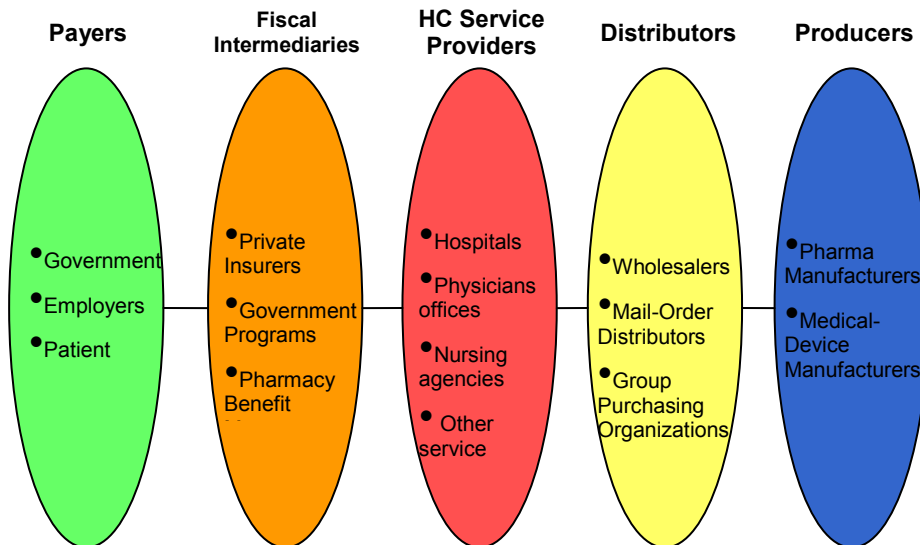 Payers
Fiscal
Intermediaries
HC Service
Providers
Distributors
Producers
•Government
•Employers
•Patient
•Private
Insurers
•Government
Programs
•Pharmacy
Benefit
•Hospitals
•Physicians
offices
•Nursing
agencies
• Other
service
•Wholesalers
•Mail-Order
Distributors
•Group
Purchasing
Organizations
•Pharma
Manufacturers
•Medical-
Device
Manufacturers